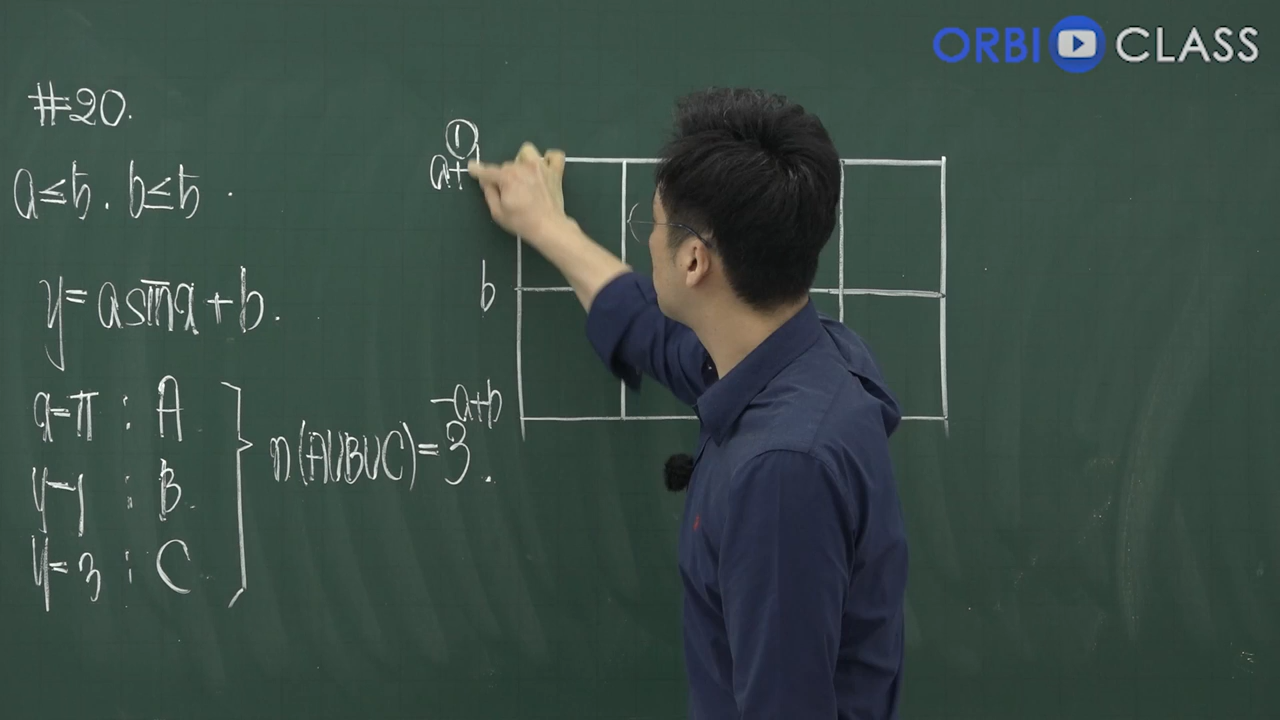 ORBI CLASS
#20.
a≤5. b≤5.
y=asinx+b.
x=π : A
y=1 : B
y=3 : C
n(A∪B∪C)=3.
①
a+
b
-a+b